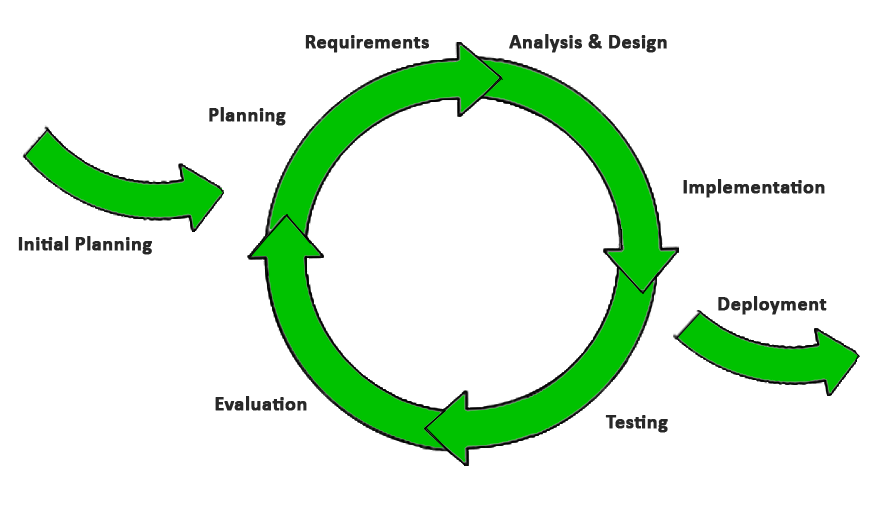 Requirements
Analysis & Design
Planning
Implementation
Initial Planning
Deployment
Evaluation
Testing